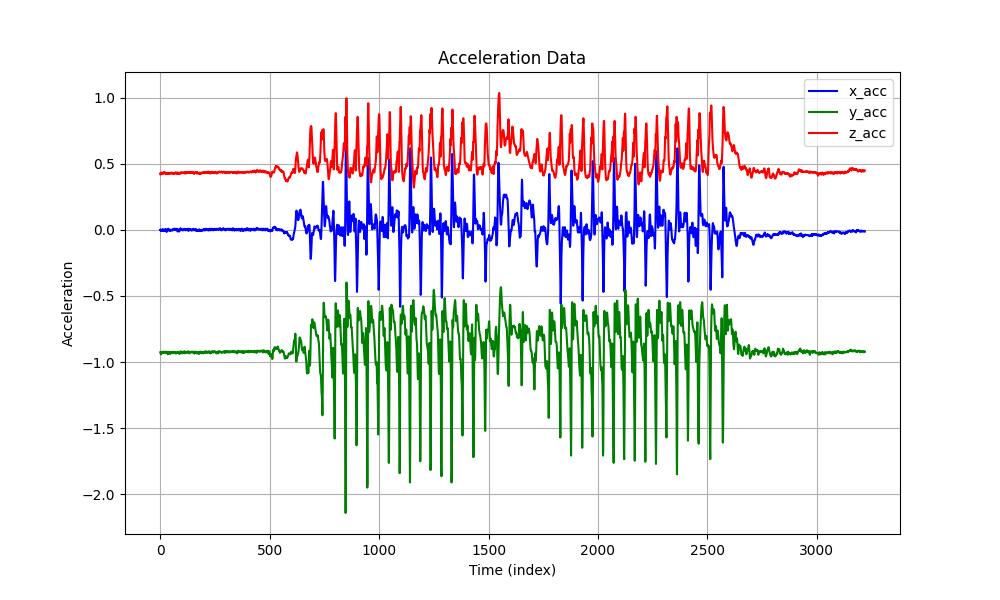 Acceleration Data
x_acc
y_acc
z_acc
1.0
0.5
0.0
−0.5
−1.0
−1.5
−2.0
Acceleration
0 500 1000 1500 2000 2500 3000
Time (index)